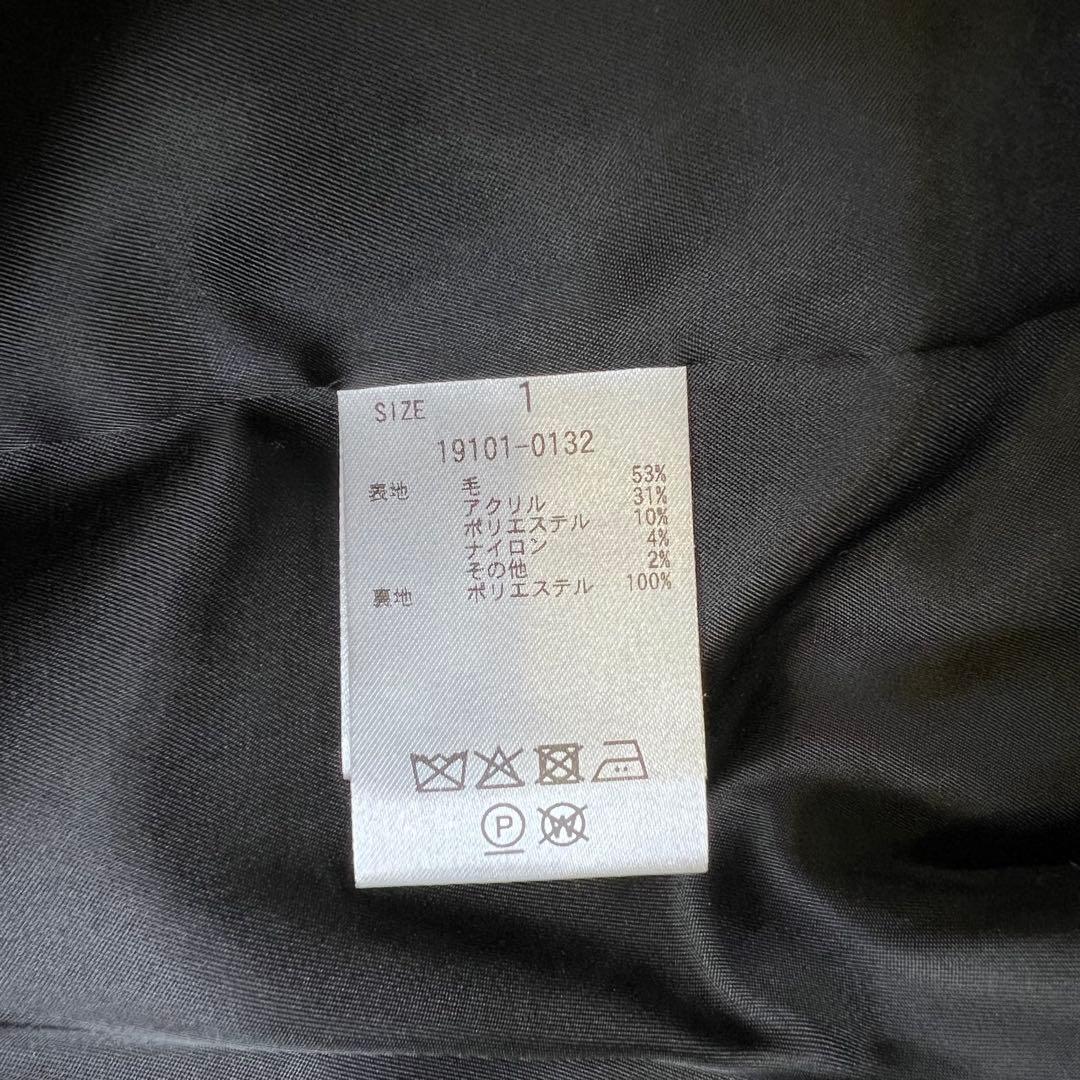 SIZE 1
19101-0132
表地 毛 53%
アクリル 31%
ポリエステル 10%
ナイロン 4%
その他 2%
裏地 ポリエステル 100%
P W